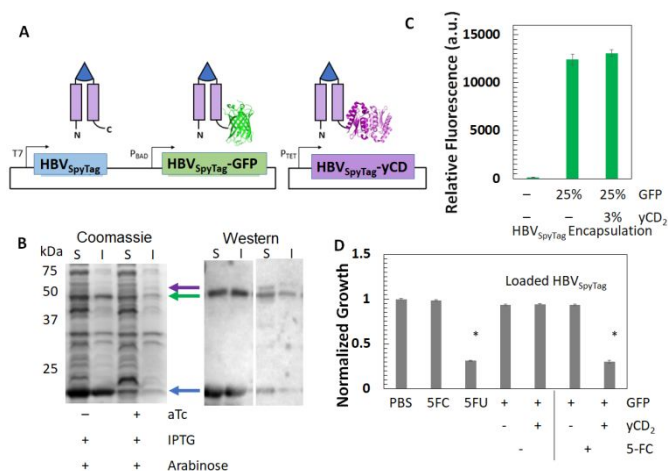 A
N
C
N
N
T7
HBVSpyTag
PBAD
HBVSpyTag-GFP
PTET
HBVSpyTag-yCD
B
Coomassie
Western
kDa
S I S I
S I S I
75
50
37
25
– + aTc
+ + IPTG
+ + Arabinose
C
Relative Fluorescence (a.u.)
15000
10000
5000
0
– 25% 25% GFP
– – 3% yCD2
HBVSpyTag Encapsulation
D
Normalized Growth
1.5
1
0.5
0
Loaded HBVSpyTag
* *
PBS 5FC 5FU + + + + GFP
- + - + yCD2
- + 5-FC